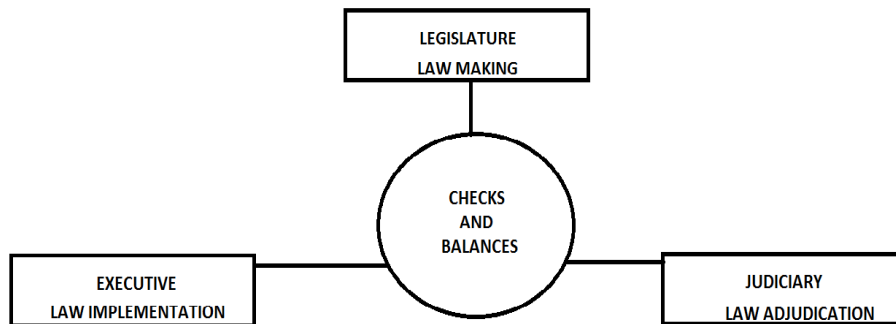 LEGISLATURE
LAW MAKING
CHECKS
AND
BALANCES
EXECUTIVE
LAW IMPLEMENTATION
JUDICIARY
LAW ADJUDICATION